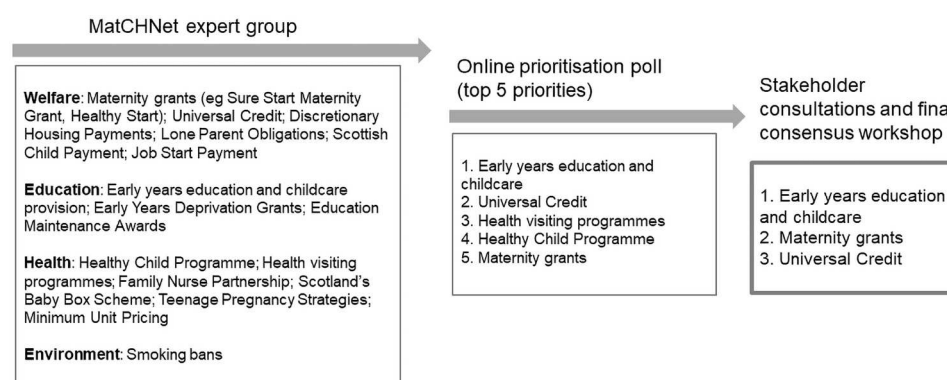 MatCHNet expert group
Welfare: Maternity grants (eg Sure Start Maternity
Grant, Healthy Start); Universal Credit; Discretionary
Housing Payments; Lone Parent Obligations; Scottish
Child Payment; Job Start Payment
Education: Early years education and childcare
provision; Early Years Deprivation Grants; Education
Maintenance Awards
Health: Healthy Child Programme; Health visiting
programmes; Family Nurse Partnership; Scotland's
Baby Box Scheme; Teenage Pregnancy Strategies;
Minimum Unit Pricing
Environment: Smoking bans
Online prioritisation poll
(top 5 priorities)
1. Early years education and
childcare
2. Universal Credit
3. Health visiting programmes
4. Healthy Child Programme
5. Maternity grants
Stakeholder
consultations and fina
consensus workshop
1. Early years education
and childcare
2. Maternity grants
3. Universal Credit